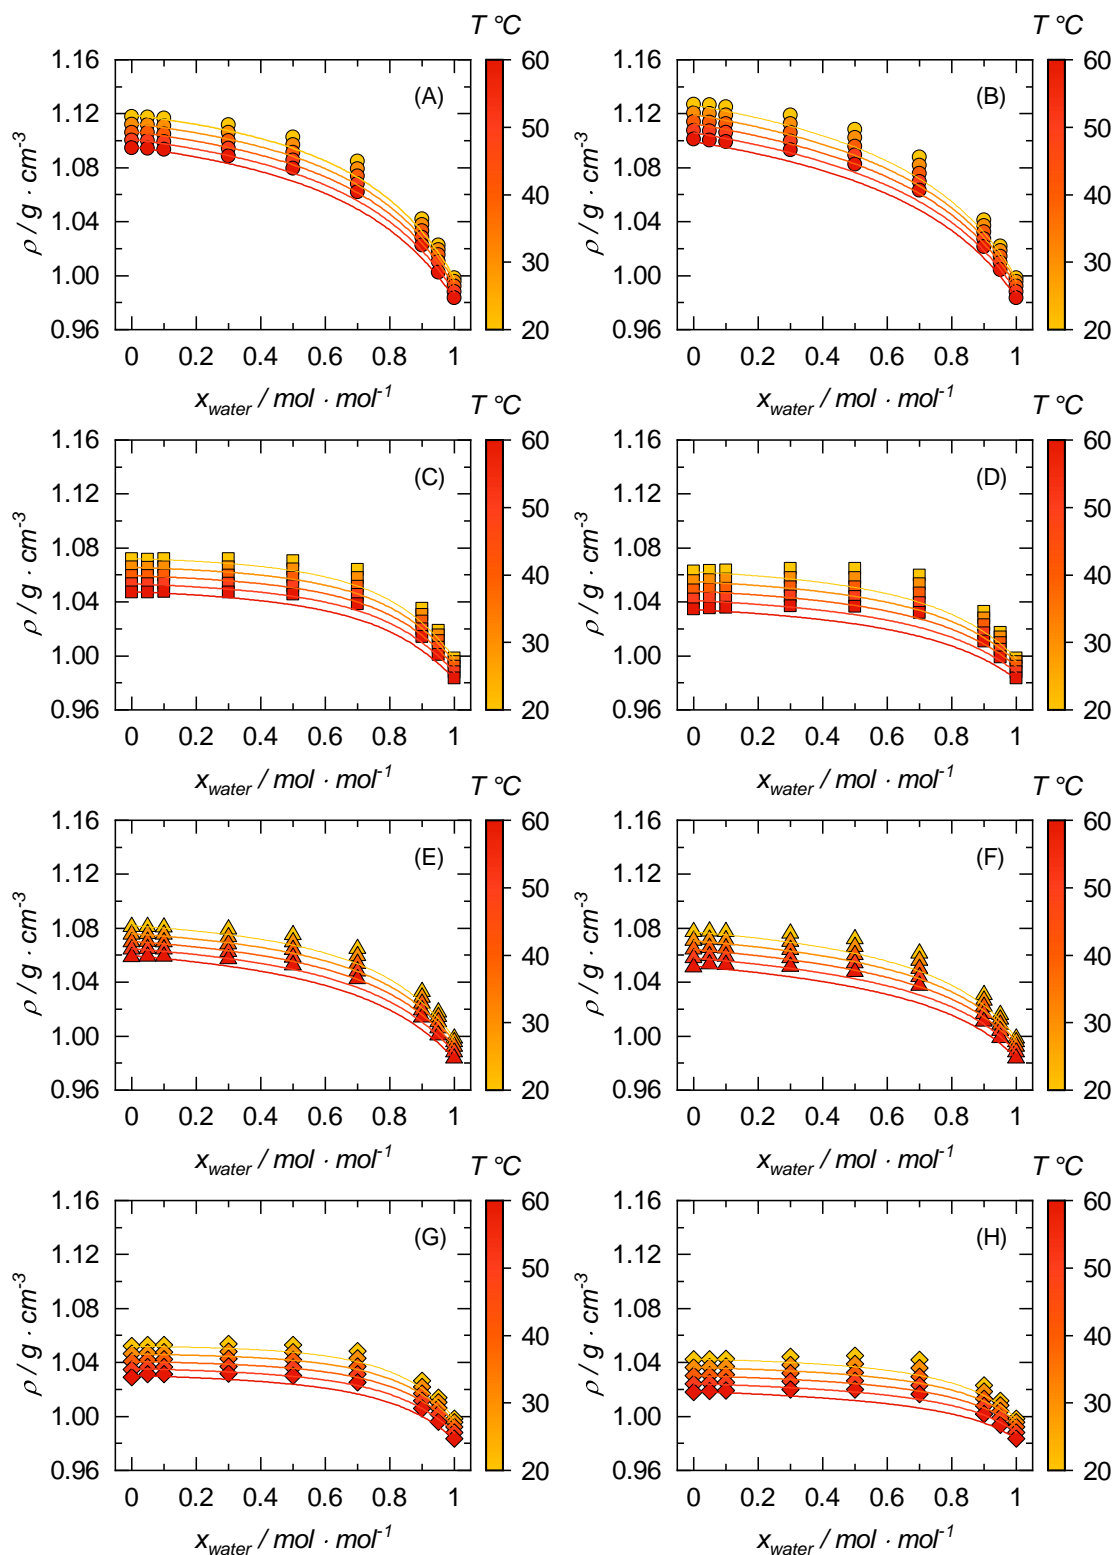 T °C T °C
1.16 60 1.16 60
(A) (B)
1.12 1.12
50 50
1.08 1.08
40 40
1.04 1.04
30 30
1.00 1.00
0.96 20 0.96 20
0 0.2 0.4 0.6 0.8 1 0 0.2 0.4 0.6 0.8 1
ρ / g · cm⁻³ ρ / g · cm⁻³
x_water / mol · mol⁻¹ x_water / mol · mol⁻¹
T °C T °C
1.16 60 1.16 60
(C) (D)
1.12 1.12
50 50
1.08 1.08
40 40
1.04 1.04
30 30
1.00 1.00
0.96 20 0.96 20
0 0.2 0.4 0.6 0.8 1 0 0.2 0.4 0.6 0.8 1
ρ / g · cm⁻³ ρ / g · cm⁻³
x_water / mol · mol⁻¹ x_water / mol · mol⁻¹
T °C T °C
1.16 60 1.16 60
(E) (F)
1.12 1.12
50 50
1.08 1.08
40 40
1.04 1.04
30 30
1.00 1.00
0.96 20 0.96 20
0 0.2 0.4 0.6 0.8 1 0 0.2 0.4 0.6 0.8 1
ρ / g · cm⁻³ ρ / g · cm⁻³
x_water / mol · mol⁻¹ x_water / mol · mol⁻¹
T °C T °C
1.16 60 1.16 60
(G) (H)
1.12 1.12
50 50
1.08 1.08
40 40
1.04 1.04
30 30
1.00 1.00
0.96 20 0.96 20
0 0.2 0.4 0.6 0.8 1 0 0.2 0.4 0.6 0.8 1
ρ / g · cm⁻³ ρ / g · cm⁻³
x_water / mol · mol⁻¹ x_water / mol · mol⁻¹